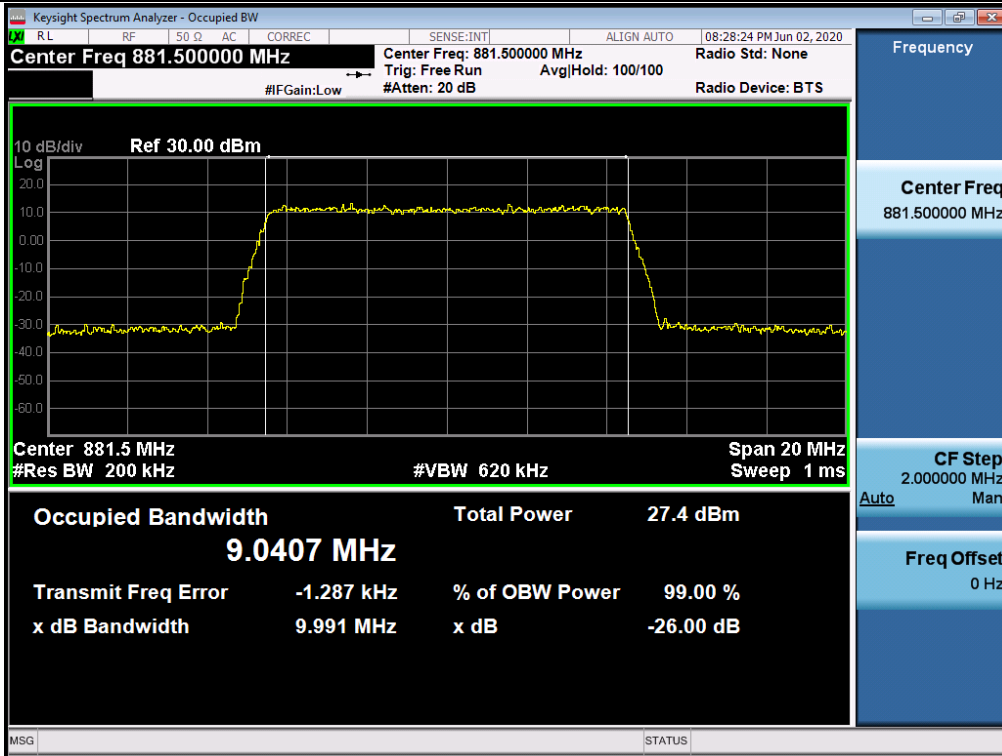 Keysight Spectrum Analyzer - Occupied BW
LXI RL RF 50 Ω AC CORREC SENSE:INT ALIGN AUTO 08:28:24 PM Jun 02, 2020
Center Freq 881.500000 MHz
Center Freq: 881.500000 MHz Radio Std: None
Trig: Free Run Avg|Hold: 100/100
#IFGain:Low #Atten: 20 dB Radio Device: BTS
10 dB/div Ref 30.00 dBm
Log
20.0
10.0
0.00
-10.0
-20.0
-30.0
-40.0
-50.0
-60.0
Center 881.5 MHz Span 20 MHz
#Res BW 200 kHz #VBW 620 kHz Sweep 1 ms
Occupied Bandwidth Total Power 27.4 dBm
9.0407 MHz
Transmit Freq Error -1.287 kHz % of OBW Power 99.00 %
x dB Bandwidth 9.991 MHz x dB -26.00 dB
MSG STATUS
Frequency
Center Freq
881.500000 MHz
CF Step
2.000000 MHz
Auto Man
Freq Offset
0 Hz